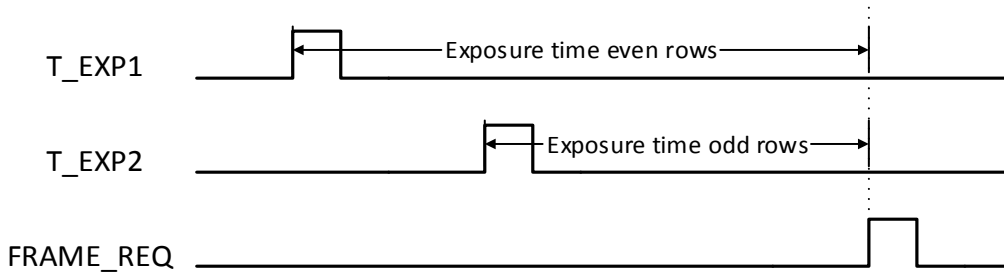 Exposure time even rows
T_EXP1
Exposure time odd rows
T_EXP2
FRAME_REQ